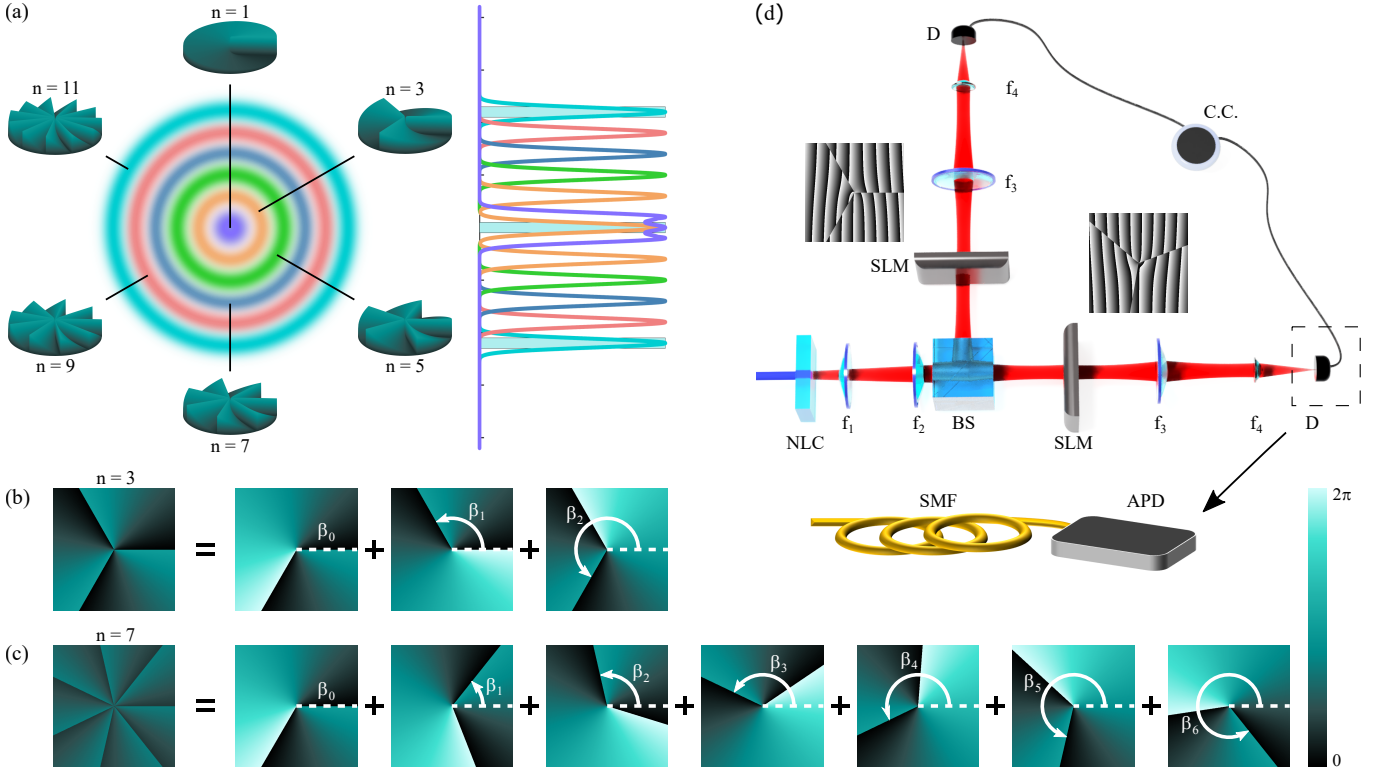 (a)
n = 1
n = 11
n = 3
n = 9
n = 5
n = 7
(d)
D
f4
C.C.
f3
SLM
NLC
f1
f2
BS
SLM
f3
f4
D
SMF
APD
2π
0
(b)
n = 3
=
β0
+
β1
+
β2
(c)
n = 7
=
β0
+
β1
+
β2
+
β3
+
β4
+
β5
+
β6